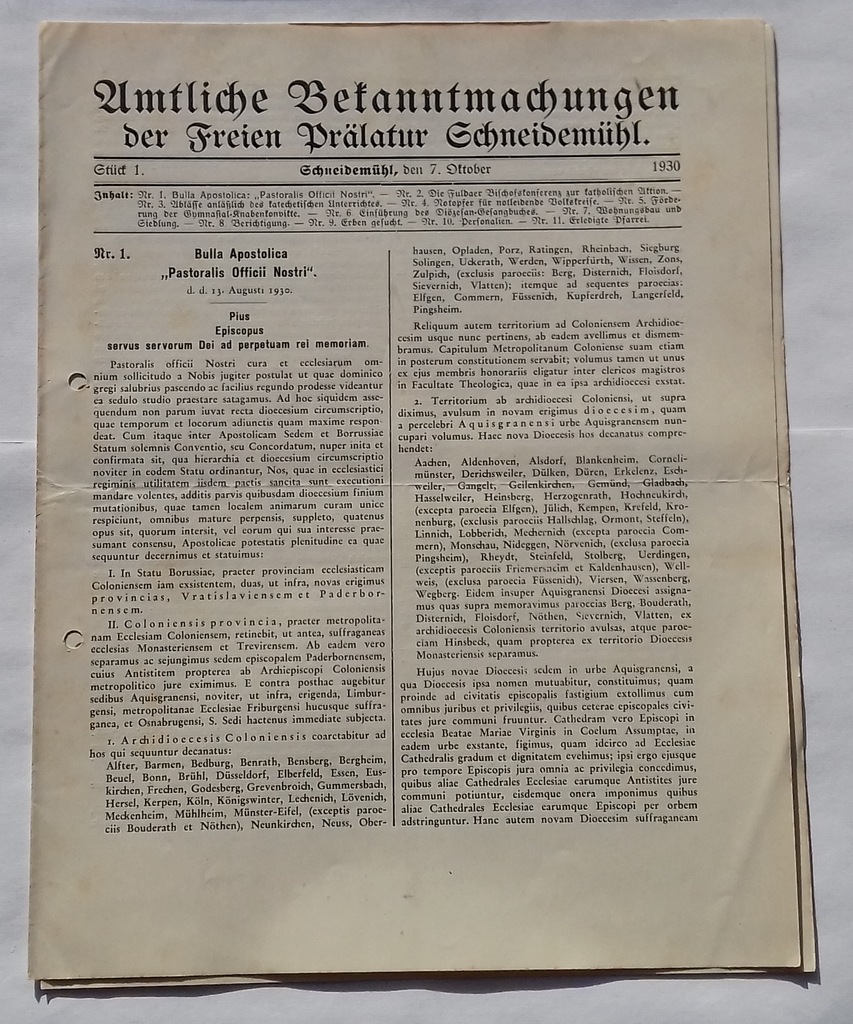 Amtliche Bekanntmachungen
der Freien Prälatur Schneidemühl.
Stück 1. Schneidemühl, den 7. Oktober 1930
Inhalt: Nr. 1. Bulla Apostolica: „Pastoralis Officii Nostri“. — Nr. 2. Die Fuldaer Bischofskonferenz zur katholischen Aktion. —
Nr. 3. Ablässe anläßlich des katechetischen Unterrichtes. — Nr. 4. Notopfer für notleidende Volkskreise. — Nr. 5. Förde-
rung der Gymnasial-Knabenkonvikte. — Nr. 6 Einführung des Diözesan-Gesangbuches. — Nr. 7. Wohnungsbau und
Siedlung. — Nr. 8. Berichtigung. — Nr. 9. Erben gesucht. — Nr. 10. Personalien. — Nr. 11. Erledigte Pfarrei.
Nr. 1. Bulla Apostolica
„Pastoralis Officii Nostri“.
d. d. 13. Augusti 1930.
Pius
Episcopus
servus servorum Dei ad perpetuam rei memoriam.
Pastoralis officii Nostri cura et ecclesiarum om-
nium sollicitudo a Nobis jugiter postulat ut quae dominico
gregi salubrius pascendo ac facilius regundo prodesse videantur
ea sedulo studio praestare satagamus. Ad hoc siquidem asse-
quendum non parum iuvat recta dioecesium circumscriptio,
quae temporum et locorum adiunctis quam maxime respon-
deat. Cum itaque inter Apostolicam Sedem et Borrussiae
Statum solemnis Conventio, seu Concordatum, nuper inita et
confirmata sit, qua hierarchia et dioecesium circumscriptio
noviter in eodem Statu ordinantur, Nos, quae in ecclesiastici
regiminis utilitatem iisdem pactis sancita sunt executioni
mandare volentes, additis parvis quibusdam dioecesium finium
mutationibus, quae tamen localem animarum curam unice
respiciunt, omnibus mature perpensis, suppleto, quatenus
opus sit, quorum intersit, vel eorum qui sua interesse prae-
sumant consensu, Apostolicae potestatis plenitudine ea quae
sequuntur decernimus et statuimus:
I. In Statu Borussiae, praeter provinciam ecclesiasticam
Coloniensem iam exsistentem, duas, ut infra, novas erigimus
provincias, Vratislaviensem et Paderbor-
nensem.
II. Coloniensis provincia, praeter metropolita-
nam Ecclesiam Coloniensem, retinebit, ut antea, suffraganeas
ecclesias Monasteriensem et Trevirensem. Ab eadem vero
separamus ac sejungimus sedem episcopalem Paderbornensem,
cuius Antistitem propterea ab Archiepiscopi Coloniensis
metropolitico jure eximimus. E contra posthac augebitur
sedibus Aquisgranensi, noviter, ut infra, erigenda, Limbur-
gensi, metropolitanae Ecclesiae Friburgensi hucusque suffra-
ganea, et Osnabrugensi, S. Sedi hactenus immediate subjecta.
1. Archidioecesis Coloniensis coarctabitur ad
hos qui sequuntur decanatus:
Alfter, Barmen, Bedburg, Benrath, Bensberg, Bergheim,
Beuel, Bonn, Brühl, Düsseldorf, Elberfeld, Essen, Eus-
kirchen, Frechen, Godesberg, Grevenbroich, Gummersbach,
Hersel, Kerpen, Köln, Königswinter, Lechenich, Lövenich,
Meckenheim, Mühlheim, Münster-Eifel, (exceptis paroe-
ciis Bouderath et Nöthen), Neunkirchen, Neuss, Ober-
hausen, Opladen, Porz, Ratingen, Rheinbach, Siegburg
Solingen, Uckerath, Werden, Wipperfürth, Wissen, Zons,
Zulpich, (exclusis paroeciis: Berg, Disternich, Floisdorf,
Sievernich, Vlatten); itemque ad sequentes paroecias:
Elfgen, Commern, Füssenich, Kupferdreh, Langerfeld,
Pingsheim.
Reliquum autem territorium ad Coloniensem Archidioe-
cesim usque nunc pertinens, ab eadem avellimus et dismem-
bramus. Capitulum Metropolitanum Coloniense suam etiam
in posterum constitutionem servabit; volumus tamen ut unus
ex ejus membris honorariis eligatur inter clericos magistros
in Facultate Theologica, quae in ea ipsa archidioecesi exstat.
2. Territorium ab archidioecesi Coloniensi, ut supra
diximus, avulsum in novam erigimus dioecesim, quam
a percelebri Aquisgranensi urbe Aquisgranensem nun-
cupari volumus. Haec nova Dioecesis hos decanatus compre-
hendet:
Aachen, Aldenhoven, Alsdorf, Blankenheim, Corneli-
münster, Derichsweiler, Dülken, Düren, Erkelenz, Esch-
weiler, Gangelt, Geilenkirchen, Gemünd, Gladbach,
Hasselweiler, Heinsberg, Herzogenrath, Hochneukirch,
(excepta paroecia Elfgen), Jülich, Kempen, Krefeld, Kro-
nenburg, (exclusis paroeciis Hallschlag, Ormont, Steffeln),
Linnich, Lobberich, Mechernich (excepta paecia Com-
mern), Monschau, Nideggen, Nörvenich, (exclusa paroecia
Pingsheim), Rheydt, Steinfeld, Stolberg, Uerdingen,
(exceptis paroeciis Friemersheim et Kaldenhausen), Well-
weis, (exclusa paroecia Füssenich), Viersen, Wassenberg,
Wegberg. Eidem insuper Aquisgranensi Dioecesi assigna-
mus quas supra memoravimus paroecias Berg, Bouderath,
Disternich, Floisdorf, Nöthen, Sievernich, Vlatten, ex
archidioecesis Coloniensis territorio avulsas, atque paroe-
ciam Hinsbeck, quam propterea ex territorio Dioecesis
Monasteriensis separamus.
Hujus novae Dioecesis sedem in urbe Aquisgranensi, a
qua Dioecesis ipsa nomen mutuabitur, constituimus; quam
proinde ad civitatis episcopalis fastigium extollimus cum
omnibus juribus et privilegiis, quibus ceterae episcopales civi-
tates jure communi fruuntur. Cathedram vero Episcopi in
ecclesia Beatae Mariae Virginis in Coelum Assumptae, in
eadem urbe exstante, figimus, quam idcirco ad Ecclesiae
Cathedralis gradum et dignitatem evehimus; ipsi ergo ejusque
pro tempore Episcopis jura omnia ac privilegia concedimus,
quibus aliae Cathedrales Ecclesiae earumque Antistites jure
communi potiuntur, eisdemque onera imponimus quibus
aliae Cathedrales Ecclesiae earumque Episcopi per orbem
adstringuntur. Hanc autem novam Dioecesim suffraganeam